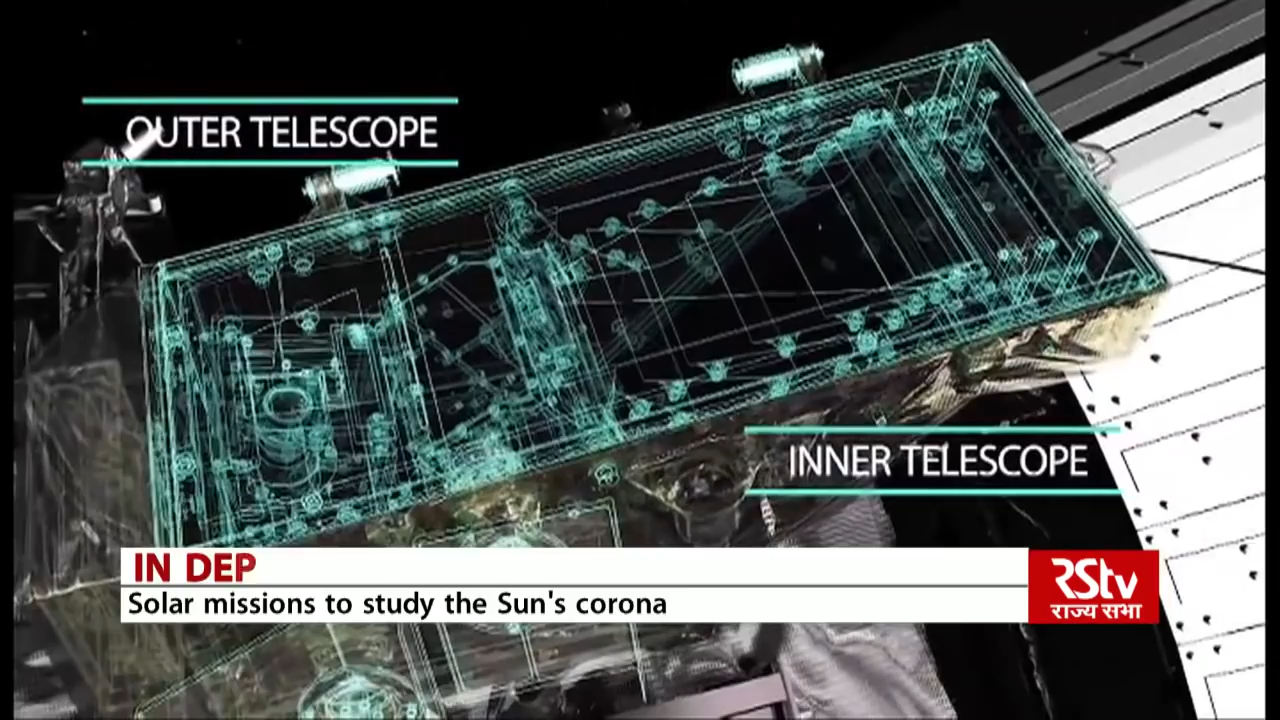 OUTER TELESCOPE
INNER TELESCOPE
IN DEP
Solar missions to study the Sun's corona
RStv
राज्य सभा